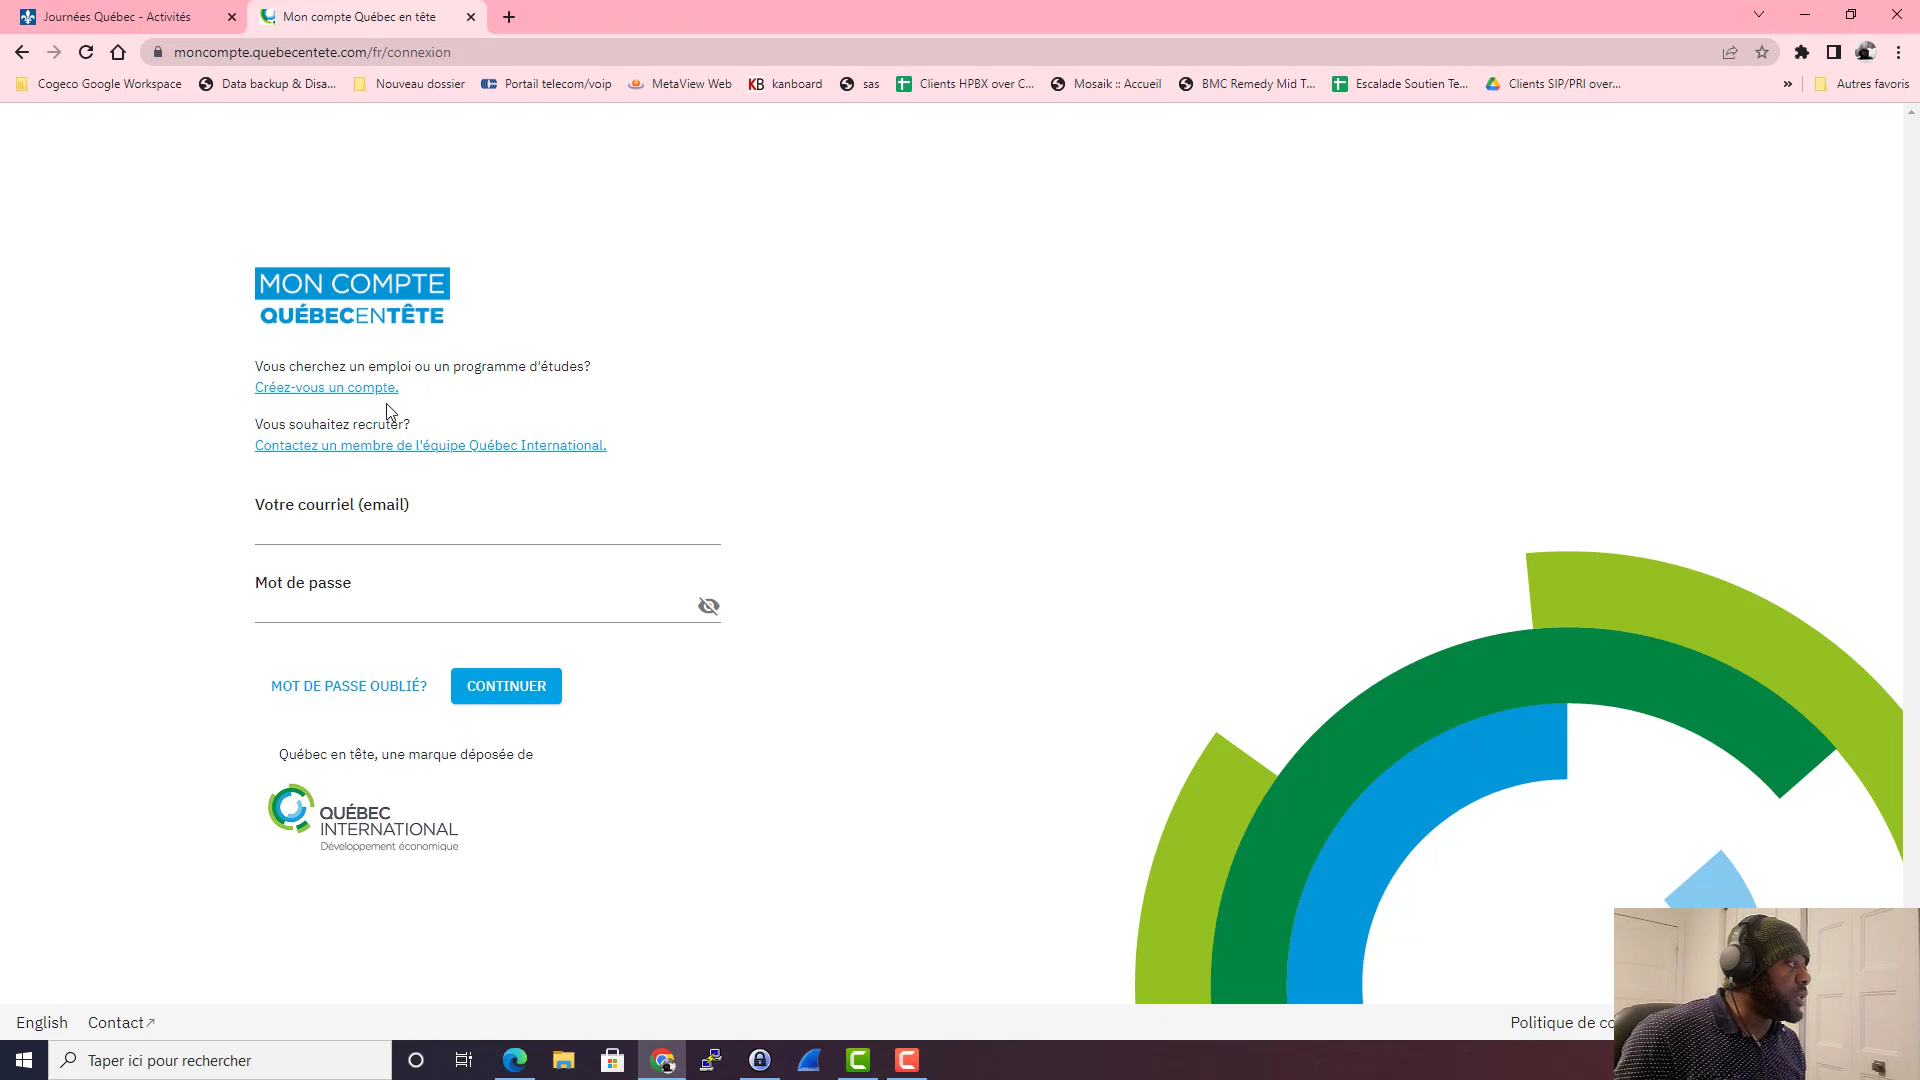 Journées Québec - Activités
Mon compte Québec en tête
moncompte.quebecentete.com/fr/connexion
Cogeco Google Workspace
Data backup & Disa...
Nouveau dossier
Portail telecom/voip
MetaView Web
KB kanboard
sas
Clients HPBX over C...
Mosaik :: Accueil
BMC Remedy Mid T...
Escalade Soutien Te...
Clients SIP/PRI over...
»
Autres favoris
MON COMPTE
QUÉBECENTÊTE
Vous cherchez un emploi ou un programme d'études?
Créez-vous un compte.
Vous souhaitez recruter?
Contactez un membre de l'équipe Québec International.
Votre courriel (email)
Mot de passe
MOT DE PASSE OUBLIÉ?
CONTINUER
Québec en tête, une marque déposée de
QUÉBEC
INTERNATIONAL
Développement économique
English
Contact
Politique de co
Taper ici pour rechercher